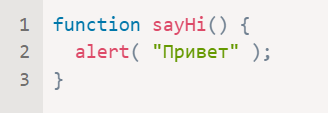 1 function sayHi() {
2   alert( "Привет" );
3 }